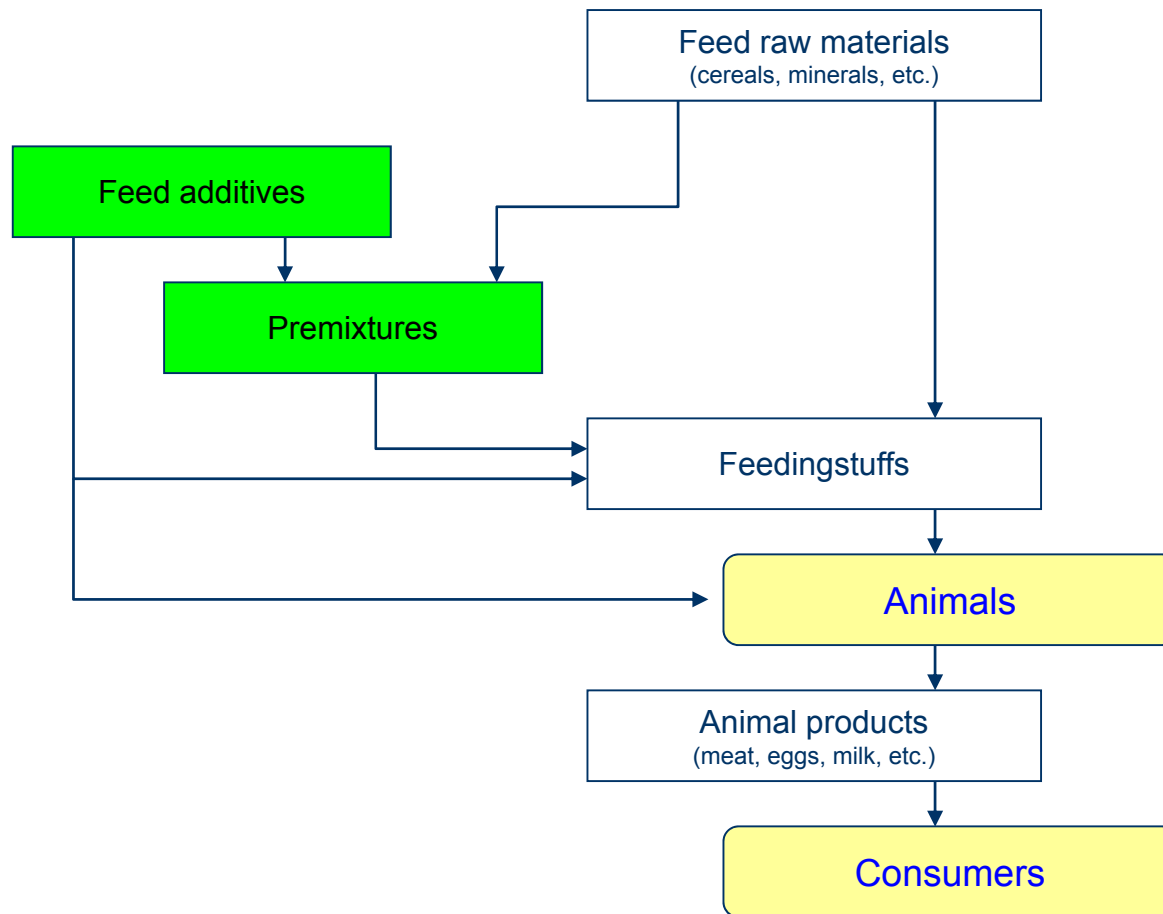 Feed raw materials
(cereals, minerals, etc.)
Feed additives
Premixtures
Feedingstuffs
Animals
Animal products
(meat, eggs, milk, etc.)
Consumers